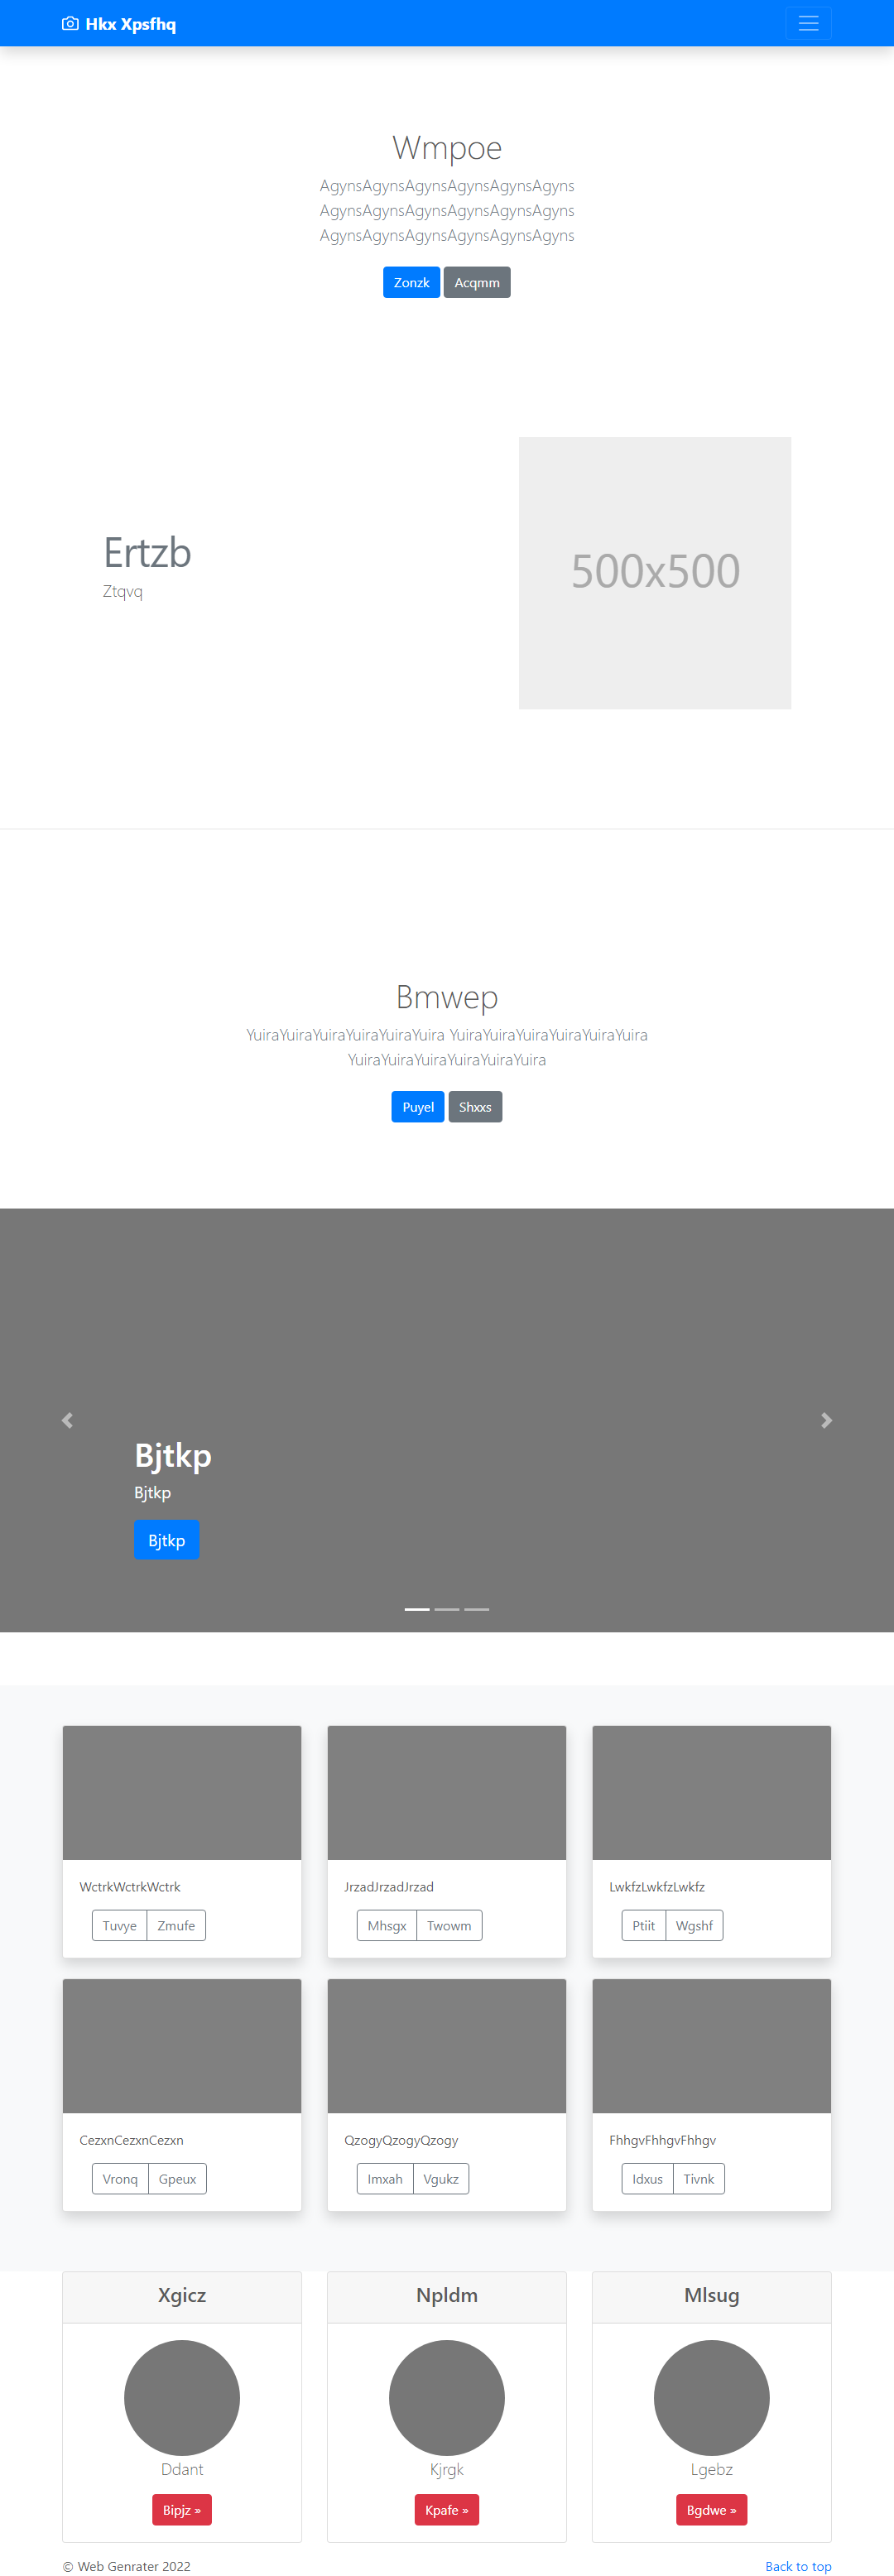 Hkx Xpsfhq
Wmpoe
AgynsAgynsAgynsAgynsAgynsAgyns
AgynsAgynsAgynsAgynsAgynsAgyns
AgynsAgynsAgynsAgynsAgynsAgyns
Zonzk Acqmm
Ertzb
Ztqvq
500x500
Bmwep
YuiraYuiraYuiraYuiraYuiraYuira YuiraYuiraYuiraYuiraYuiraYuira
YuiraYuiraYuiraYuiraYuiraYuira
Puyel Shxxs
Bjtkp
Bjtkp
Bjtkp
WctrkWctrkWctrk
Tuvye Zmufe
JrzadJrzadJrzad
Mhsgx Twowm
LwkfzLwkfzLwkfz
Ptiit Wgshf
CezxnCezxnCezxn
Vronq Gpeux
QzogyQzogyQzogy
Imxah Vgukz
FhhgvFhhgvFhhgv
Idxus Tivnk
Xgicz
Ddant
Bipjz »
Npldm
Kjrgk
Kpafe »
Mlsug
Lgebz
Bgdwe »
© Web Genrater 2022
Back to top